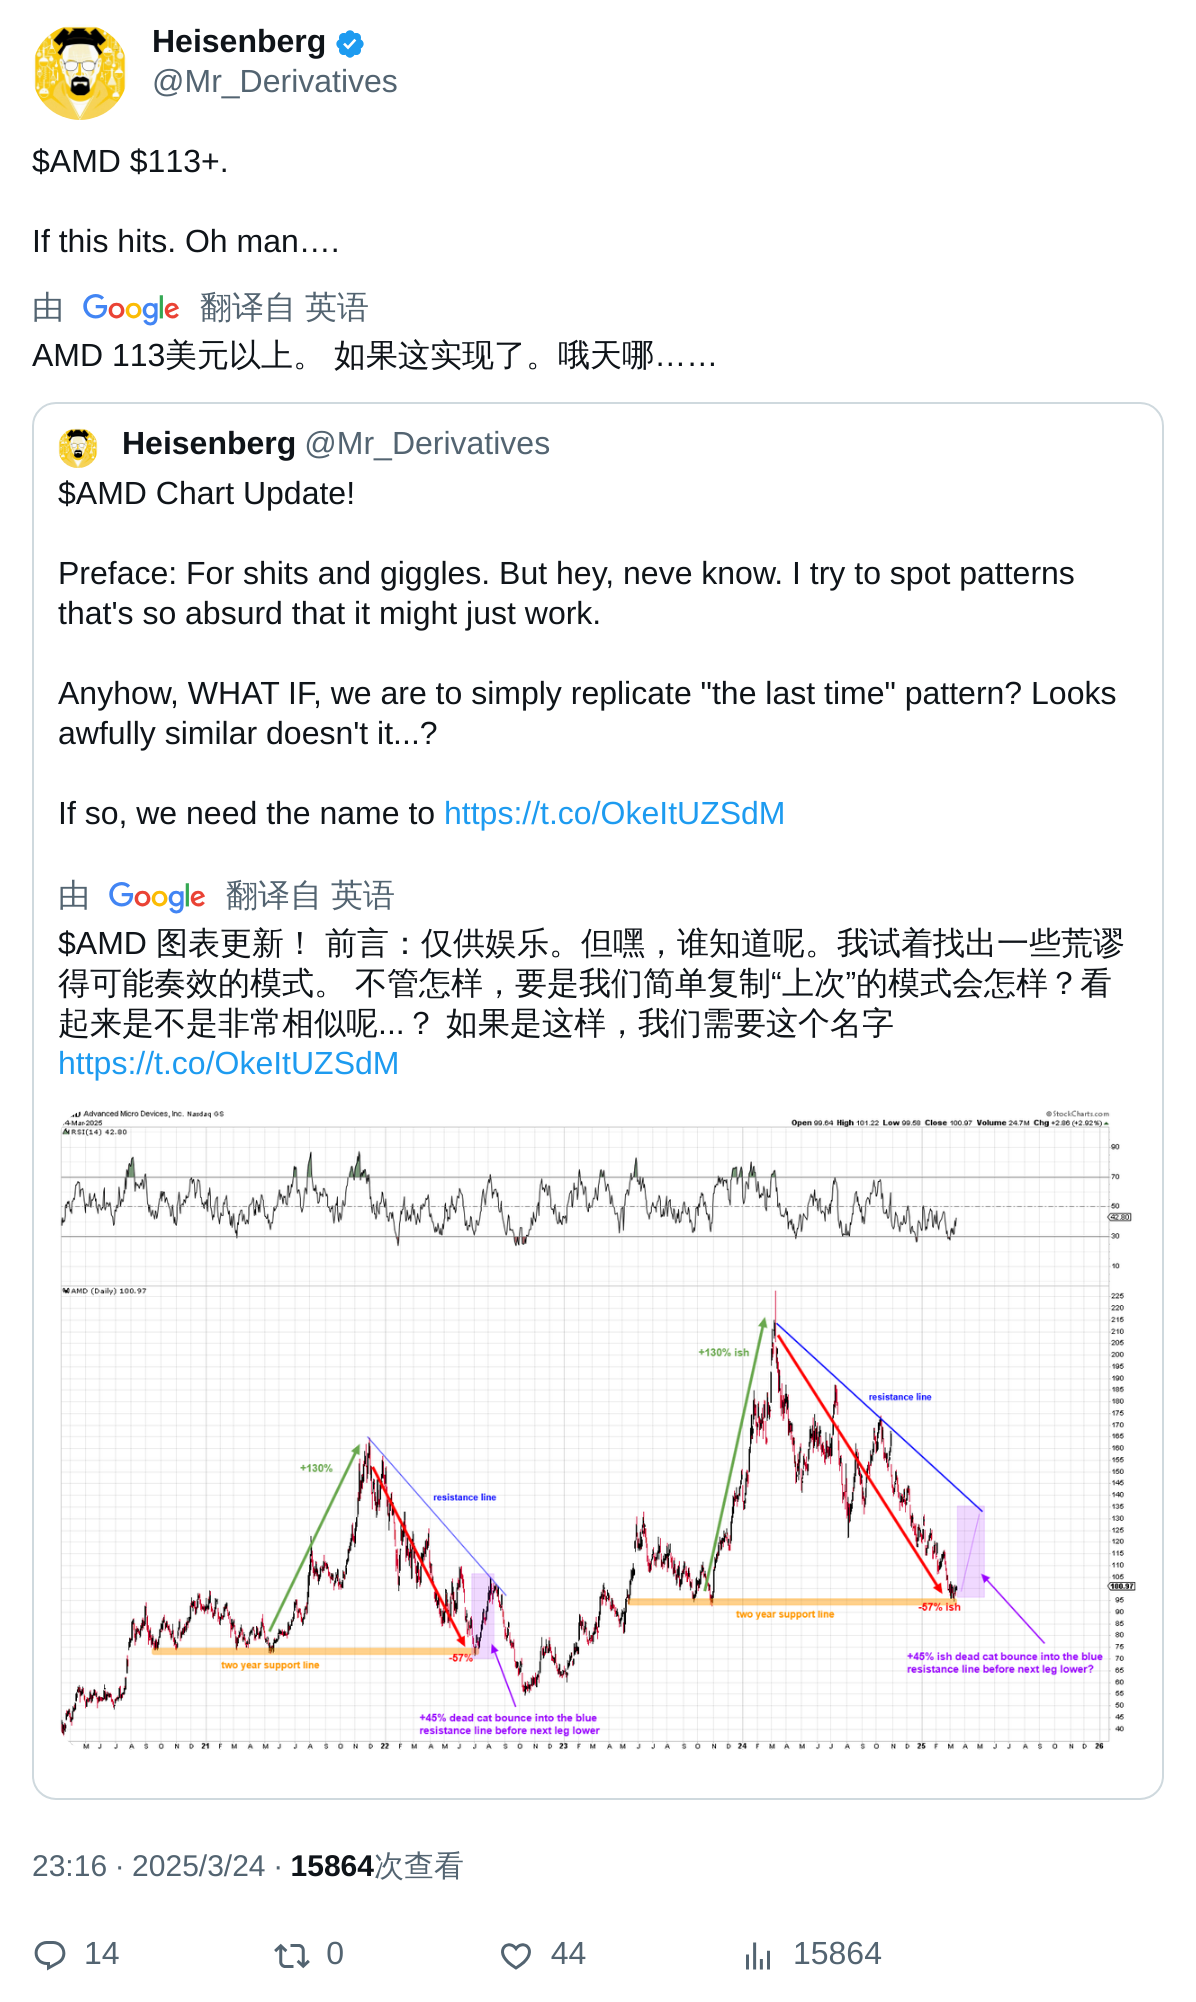 Heisenberg
@Mr_Derivatives
$AMD $113+.
If this hits. Oh man….
由 Google 翻译自 英语
AMD 113美元以上。 如果这实现了。哦天哪……
Heisenberg @Mr_Derivatives
$AMD Chart Update!
Preface: For shits and giggles. But hey, neve know. I try to spot patterns
that's so absurd that it might just work.
Anyhow, WHAT IF, we are to simply replicate "the last time" pattern? Looks
awfully similar doesn't it...?
If so, we need the name to https://t.co/OkeItUZSdM
由 Google 翻译自 英语
$AMD 图表更新！ 前言：仅供娱乐。但嘿，谁知道呢。我试着找出一些荒谬
得可能奏效的模式。 不管怎样，要是我们简单复制“上次”的模式会怎样？看
起来是不是非常相似呢...？ 如果是这样，我们需要这个名字
https://t.co/OkeItUZSdM
Advanced Micro Devices, Inc. Nasdaq GS
© StockCharts.com
4-Mar-2025
Open 99.64 High 101.22 Low 99.58 Close 100.97 Volume 24.7M Chg +2.86 (+2.92%)
RSI(14) 42.80
90
70
50
42.80
30
10
AMD (Daily) 100.97
225
220
215
210
205
200
195
190
185
180
175
170
165
160
155
150
145
140
135
130
125
120
115
110
105
100.97
95
90
85
80
75
70
65
60
55
50
45
40
+130% ish
resistance line
+130%
resistance line
-57% ish
two year support line
-57%
two year support line
+45% ish dead cat bounce into the blue
resistance line before next leg lower?
+45% dead cat bounce into the blue
resistance line before next leg lower
M J J A S O N D 21 F M A M J J A S O N D 22 F M A M J J A S O N D 23 F M A M J J A S O N D 24 F M A M J J A S O N D 25 F M A M J J A S O N D 26
23:16 · 2025/3/24 · 15864次查看
14 0 44 15864